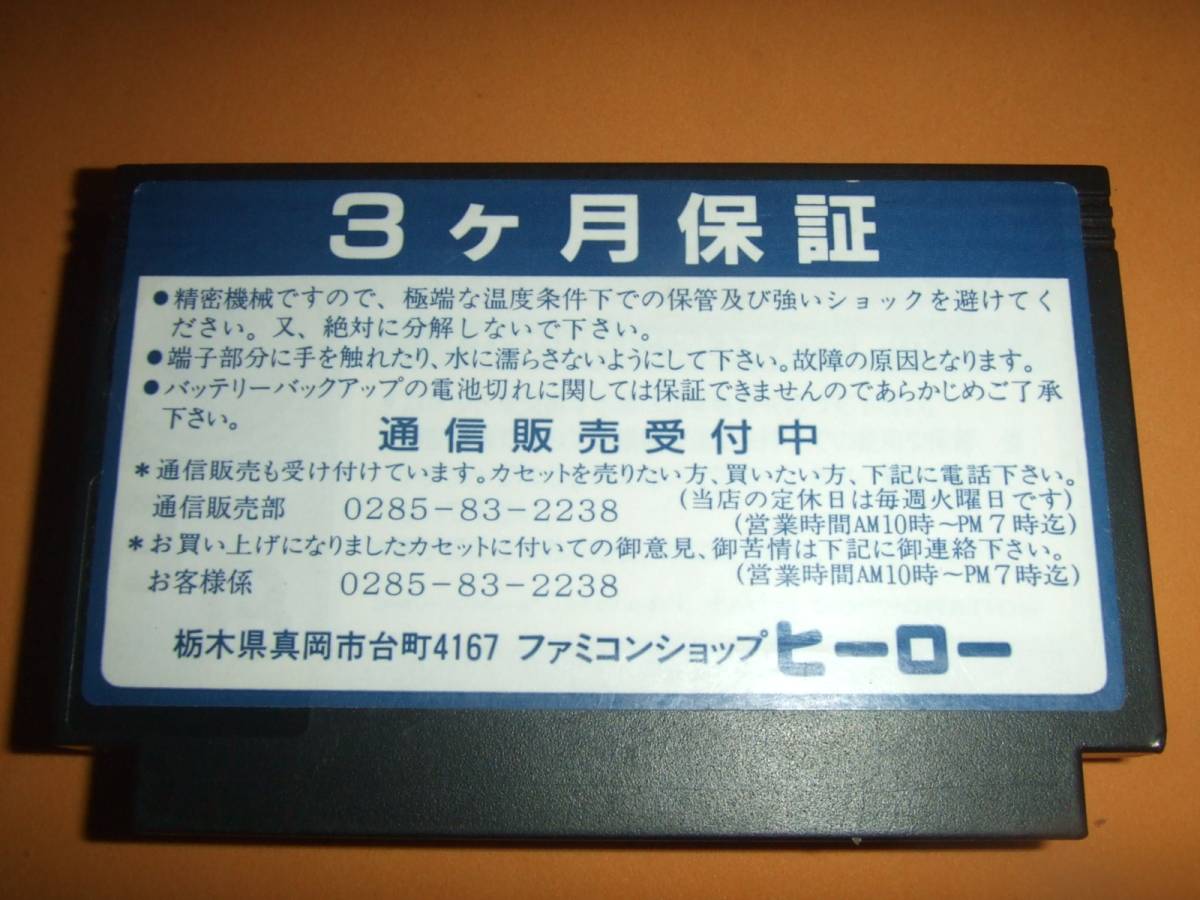 3ヶ月保証
●精密機械ですので、極端な温度条件下での保管及び強いショックを避けてく
ださい。又、絶対に分解しないで下さい。
●端子部分に手を触れたり、水に濡らさないようにして下さい。故障の原因となります。
●バッテリーバックアップの電池切れに関しては保証できませんのであらかじめご了承
下さい。
通信販売受付中
*通信販売も受け付けています。カセットを売りたい方、買いたい方、下記に電話下さい。
通信販売部 0285-83-2238 (当店の定休日は毎週火曜日です)
(営業時間AM10時～PM7時迄)
*お買い上げになりましたカセットに付いての御意見、御苦情は下記に御連絡下さい。
お客様係 0285-83-2238 (営業時間AM10時～PM7時迄)
栃木県真岡市台町4167 ファミコンショップ ヒーロー